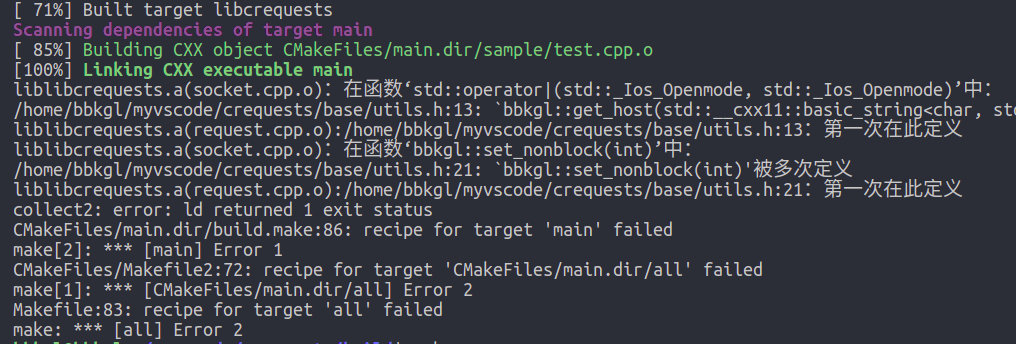 [ 71%] Built target libcrequests
Scanning dependencies of target main
[ 85%] Building CXX object CMakeFiles/main.dir/sample/test.cpp.o
[100%] Linking CXX executable main
liblibcrequests.a(socket.cpp.o)：在函数‘std::operator|(std::_Ios_Openmode, std::_Ios_Openmode)’中：
/home/bbkgl/myvscode/crequests/base/utils.h:13: `bbkgl::get_host(std::__cxx11::basic_string<char, std
liblibcrequests.a(request.cpp.o):/home/bbkgl/myvscode/crequests/base/utils.h:13：第一次在此定义
liblibcrequests.a(socket.cpp.o)：在函数‘bbkgl::set_nonblock(int)’中：
/home/bbkgl/myvscode/crequests/base/utils.h:21: `bbkgl::set_nonblock(int)'被多次定义
liblibcrequests.a(request.cpp.o):/home/bbkgl/myvscode/crequests/base/utils.h:21：第一次在此定义
collect2: error: ld returned 1 exit status
CMakeFiles/main.dir/build.make:86: recipe for target 'main' failed
make[2]: *** [main] Error 1
CMakeFiles/Makefile2:72: recipe for target 'CMakeFiles/main.dir/all' failed
make[1]: *** [CMakeFiles/main.dir/all] Error 2
Makefile:83: recipe for target 'all' failed
make: *** [all] Error 2